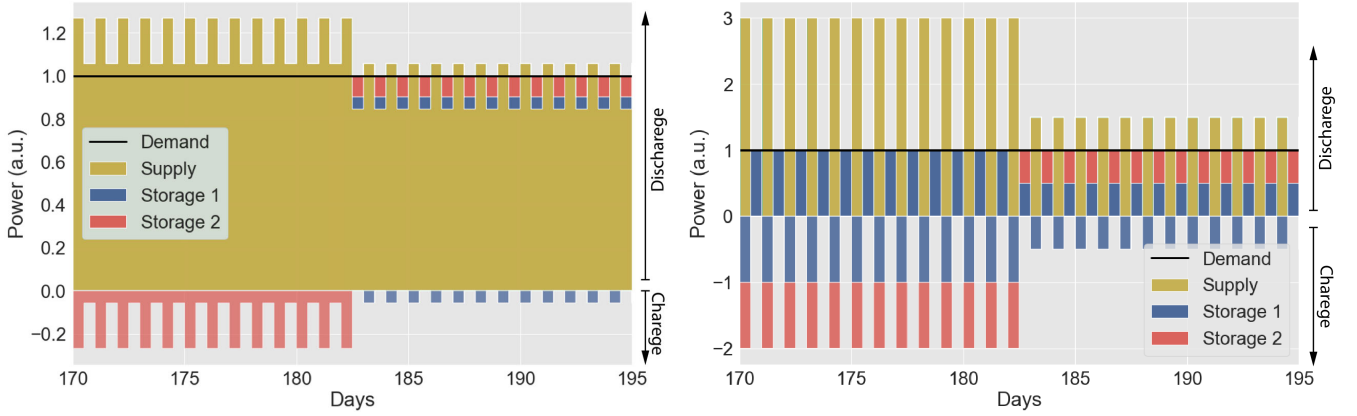 1.2
1.0
0.8
0.6
0.4
0.2
0.0
−0.2
Power (a.u.)
Demand
Supply
Storage 1
Storage 2
170
175
180
185
190
195
Days
Discharege
Charege
3
2
1
0
−1
−2
Power (a.u.)
Demand
Supply
Storage 1
Storage 2
170
175
180
185
190
195
Days
Discharege
Charege